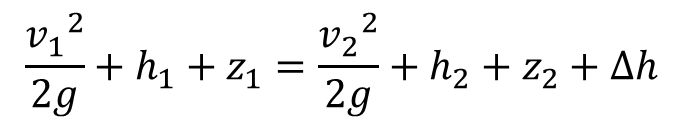 v₁²/2g + h₁ + z₁ = v₂²/2g + h₂ + z₂ + Δh